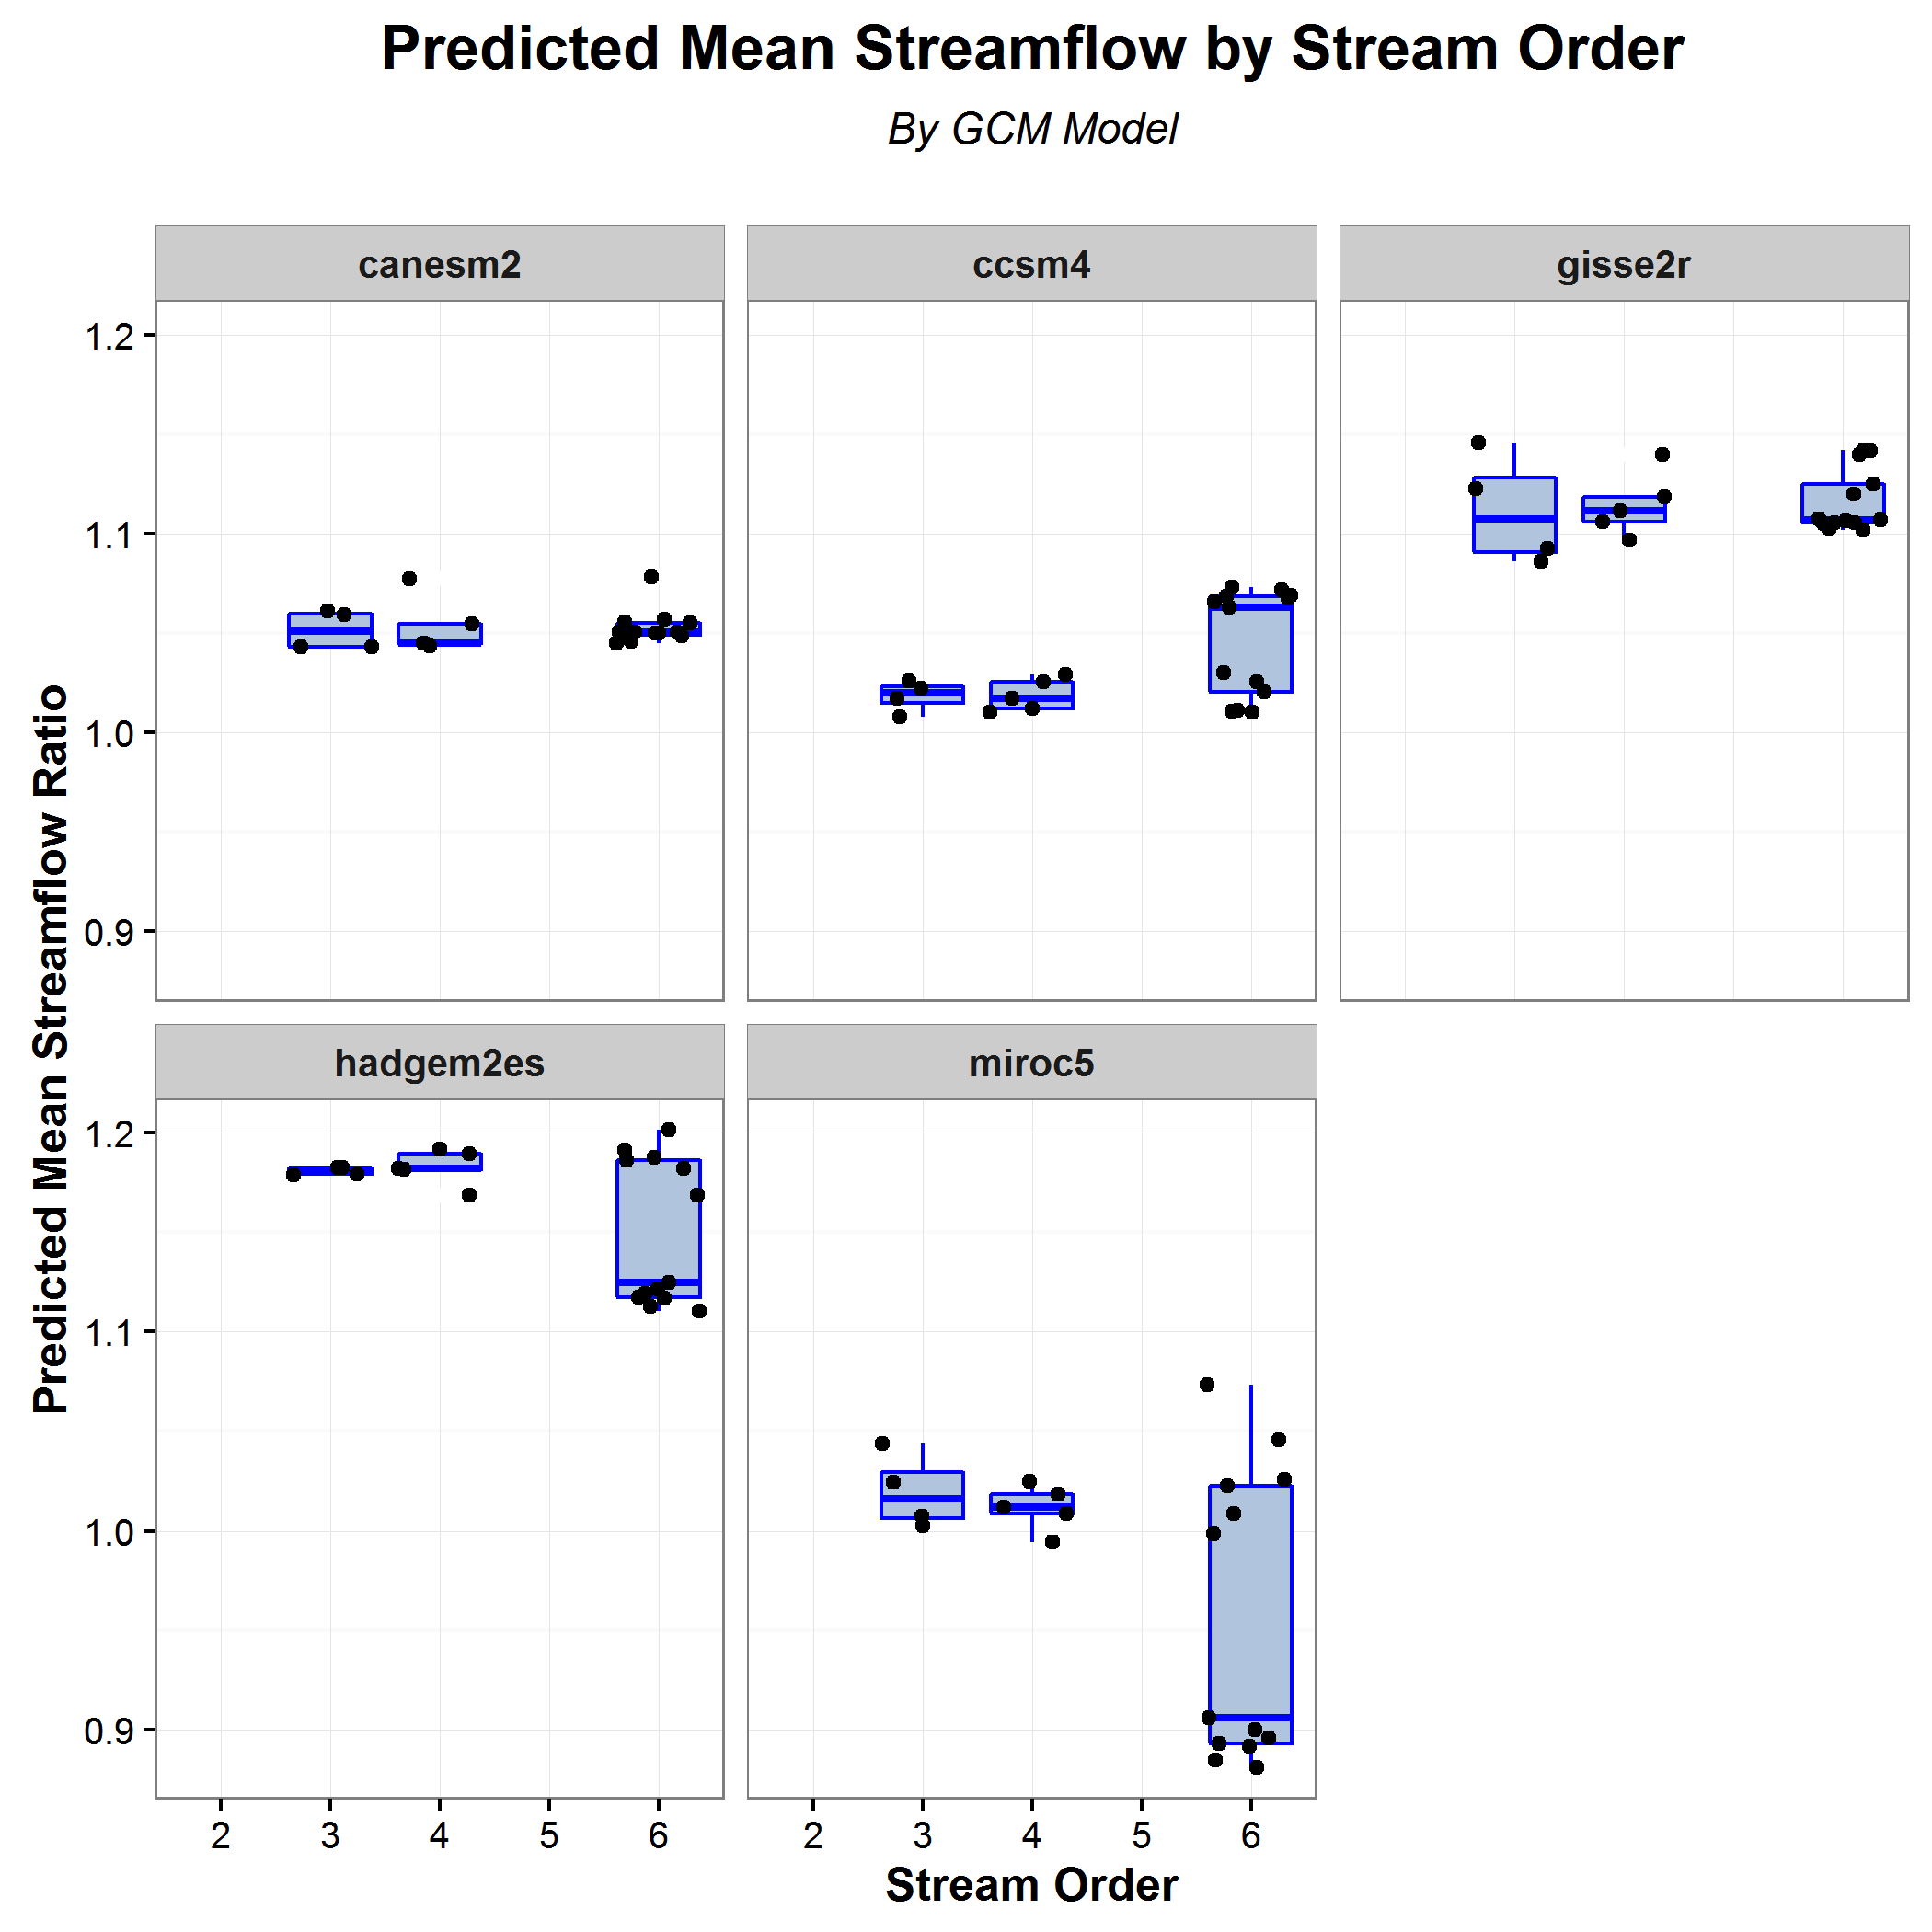 Predicted Mean Streamflow by Stream Order
By GCM Model
canesm2
ccsm4
gisse2r
1.2
1.1
1.0
0.9
Predicted Mean Streamflow Ratio
hadgem2es
miroc5
1.2
1.1
1.0
0.9
2 3 4 5 6
2 3 4 5 6
Stream Order